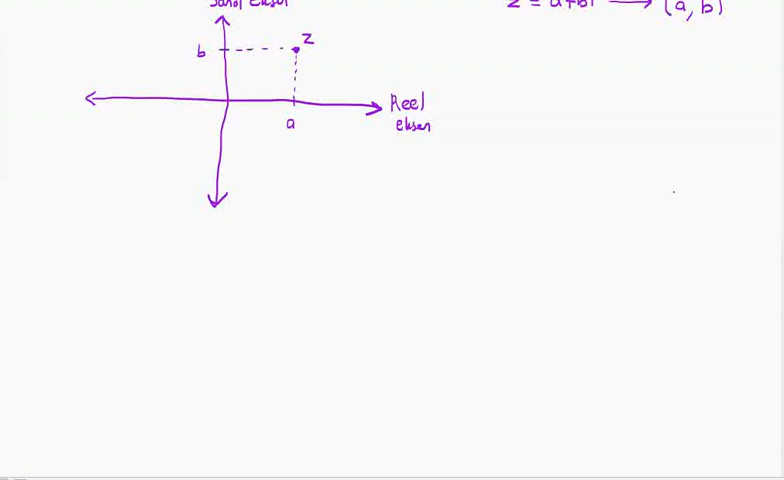 Sanal Eksen
z = a+bi → (a, b)
b
z
Reel
eksen
a